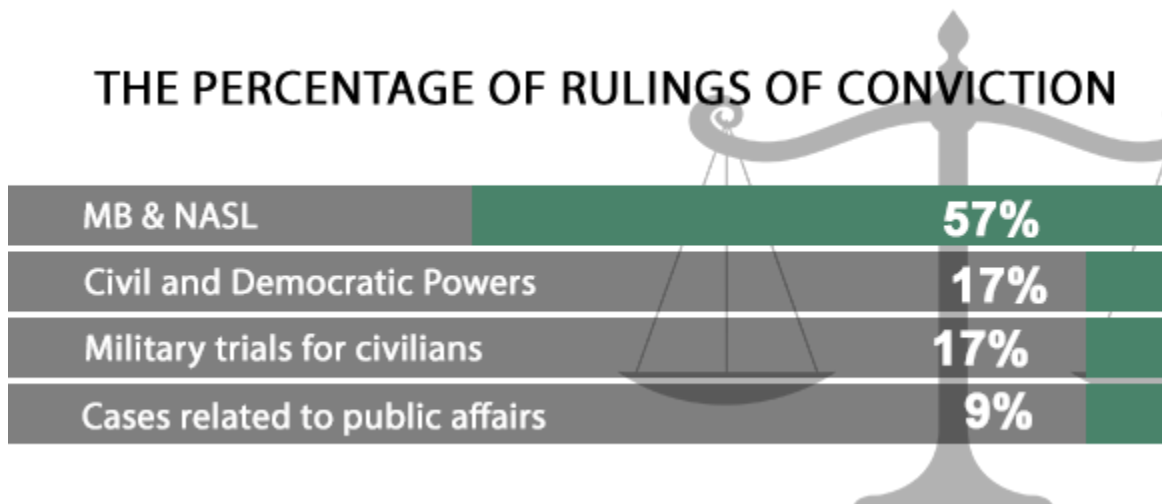 THE PERCENTAGE OF RULINGS OF CONVICTION
MB & NASL 57%
Civil and Democratic Powers 17%
Military trials for civilians 17%
Cases related to public affairs 9%